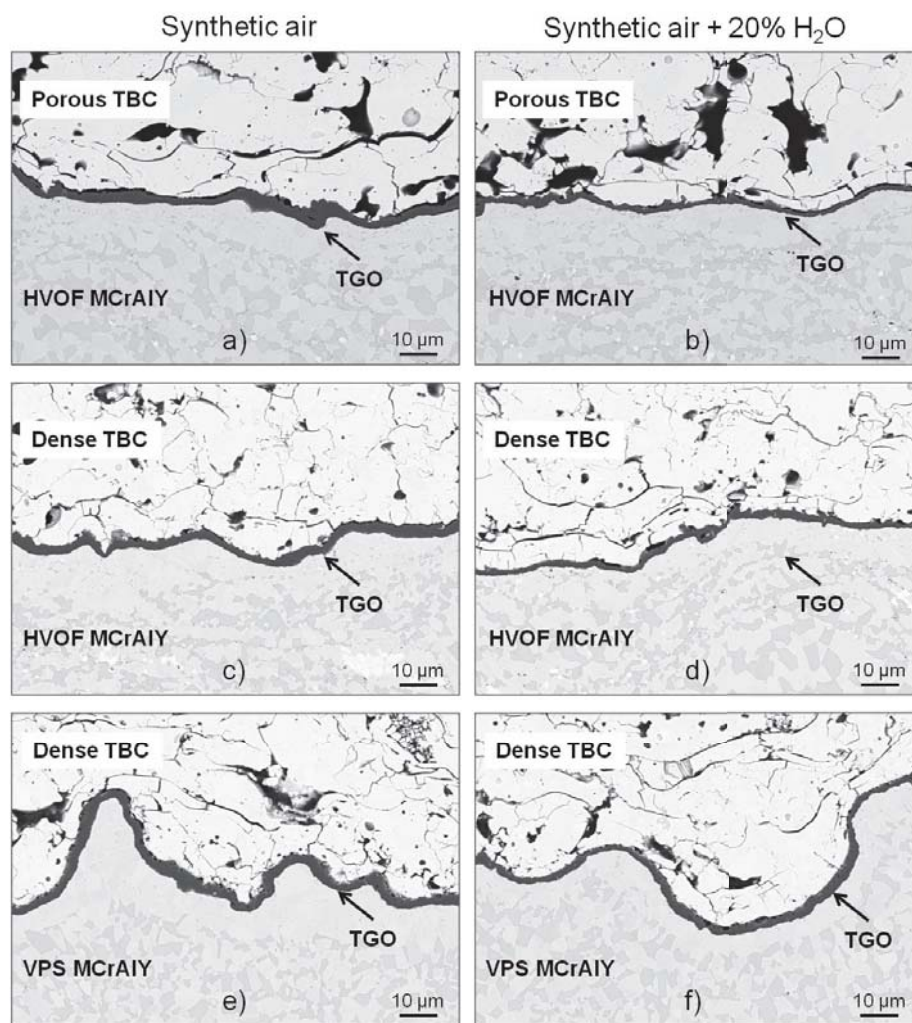 Synthetic air
Synthetic air + 20% H₂O
Porous TBC
TGO
HVOF MCrAlY
a)
10 µm
Porous TBC
TGO
HVOF MCrAlY
b)
10 µm
Dense TBC
TGO
HVOF MCrAlY
c)
10 µm
Dense TBC
TGO
HVOF MCrAlY
d)
10 µm
Dense TBC
TGO
VPS MCrAlY
e)
10 µm
Dense TBC
TGO
VPS MCrAlY
f)
10 µm